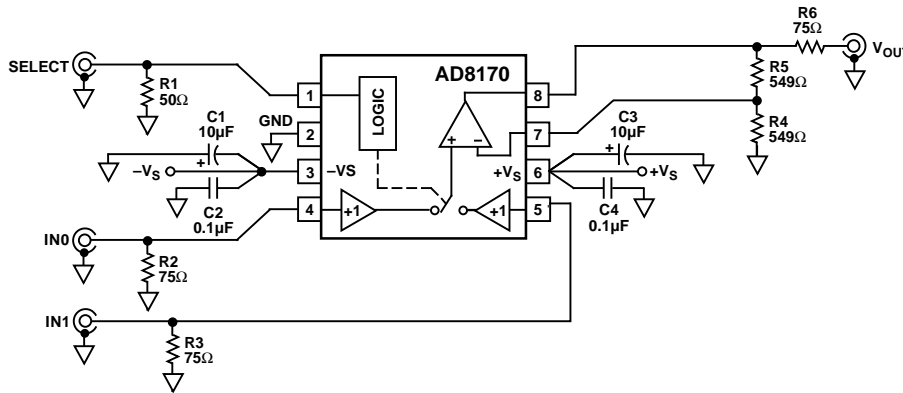 SELECT
R1
50Ω
C1
10µF
+
GND
–VS
C2
0.1µF
IN0
R2
75Ω
IN1
R3
75Ω
AD8170
LOGIC
1
2
3
4
–VS
+1
+
–
+1
+VS
8
7
6
5
C3
10µF
+
+VS
C4
0.1µF
R6
75Ω
VOUT
R5
549Ω
R4
549Ω